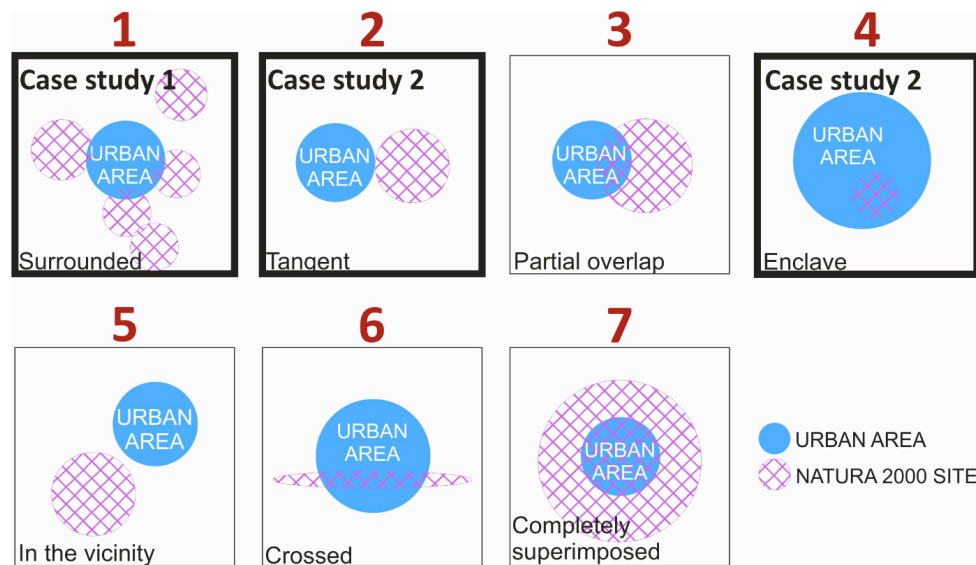 1
2
3
4
Case study 1
URBAN
AREA
Surrounded
Case study 2
URBAN
AREA
Tangent
URBAN
AREA
Partial overlap
Case study 2
URBAN
AREA
Enclave
5
6
7
URBAN
AREA
In the vicinity
URBAN
AREA
Crossed
URBAN
AREA
Completely
superimposed
URBAN AREA
NATURA 2000 SITE